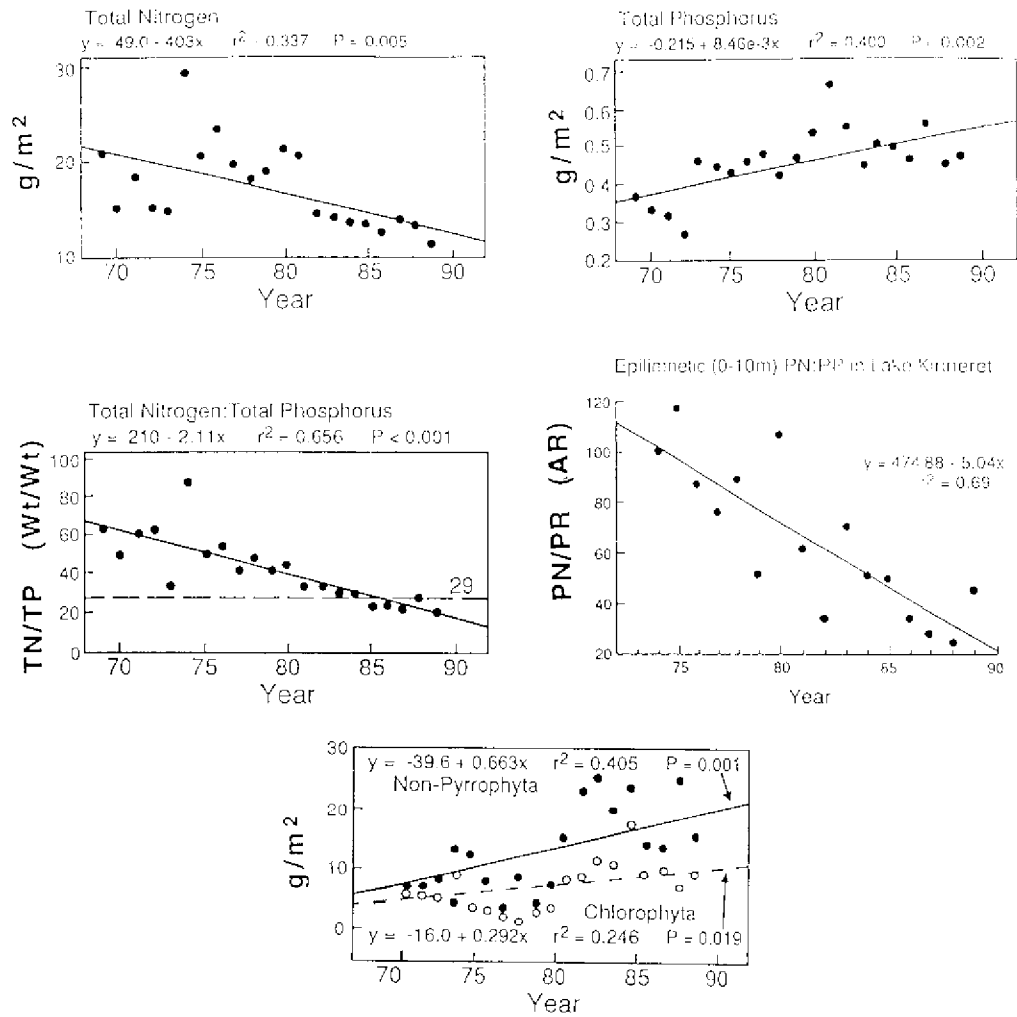 Total Nitrogen
y = 49.0 - 403x r² = 0.337 P = 0.005
g/m²
30
20
10
70 75 80 85 90
Year
Total Phosphorus
y = -0.215 + 8.46e-3x r² = 0.400 P = 0.002
g/m²
0.7
0.6
0.5
0.4
0.3
0.2
70 75 80 85 90
Year
Total Nitrogen:Total Phosphorus
y = 210 - 2.11x r² = 0.656 P < 0.001
TN/TP (Wt/Wt)
100
80
60
40
20
0
29
70 75 80 85 90
Year
Epilimnetic (0-10m) PN:PP in Lake Kinneret
PN/PR (AR)
120
100
80
60
40
20
y = 474.88 - 5.04x
r² = 0.69
75 80 85 90
Year
g/m²
30
20
10
0
y = -39.6 + 0.663x r² = 0.405 P = 0.001
Non-Pyrrophyta
Chlorophyta
y = -16.0 + 0.292x r² = 0.246 P = 0.019
70 75 80 85 90
Year